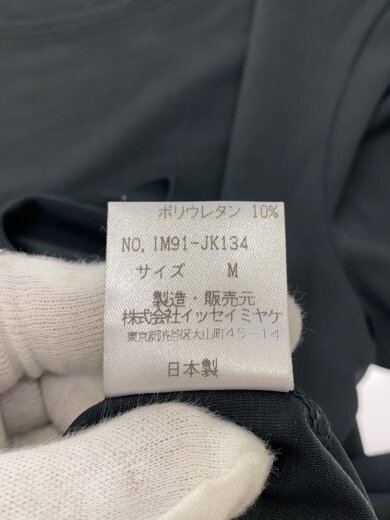 ポリウレタン 10%
NO. IM91-JK134
サイズ M
製造・販売元
株式会社イッセイミヤケ
東京都渋谷区大山町45-14
日本製